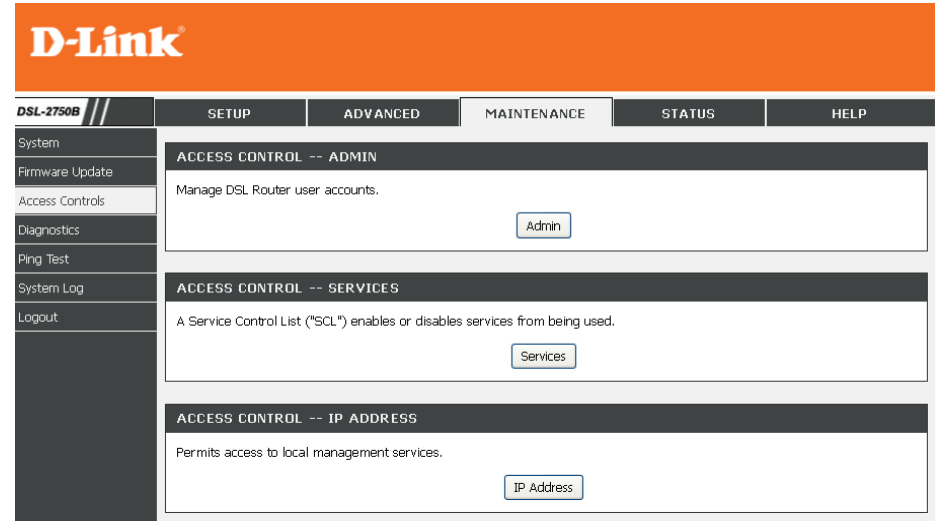 D-Link®
DSL-2750B
SETUP
ADVANCED
MAINTENANCE
STATUS
HELP
System
Firmware Update
Access Controls
Diagnostics
Ping Test
System Log
Logout
ACCESS CONTROL -- ADMIN
Manage DSL Router user accounts.
Admin
ACCESS CONTROL -- SERVICES
A Service Control List ("SCL") enables or disables services from being used.
Services
ACCESS CONTROL -- IP ADDRESS
Permits access to local management services.
IP Address